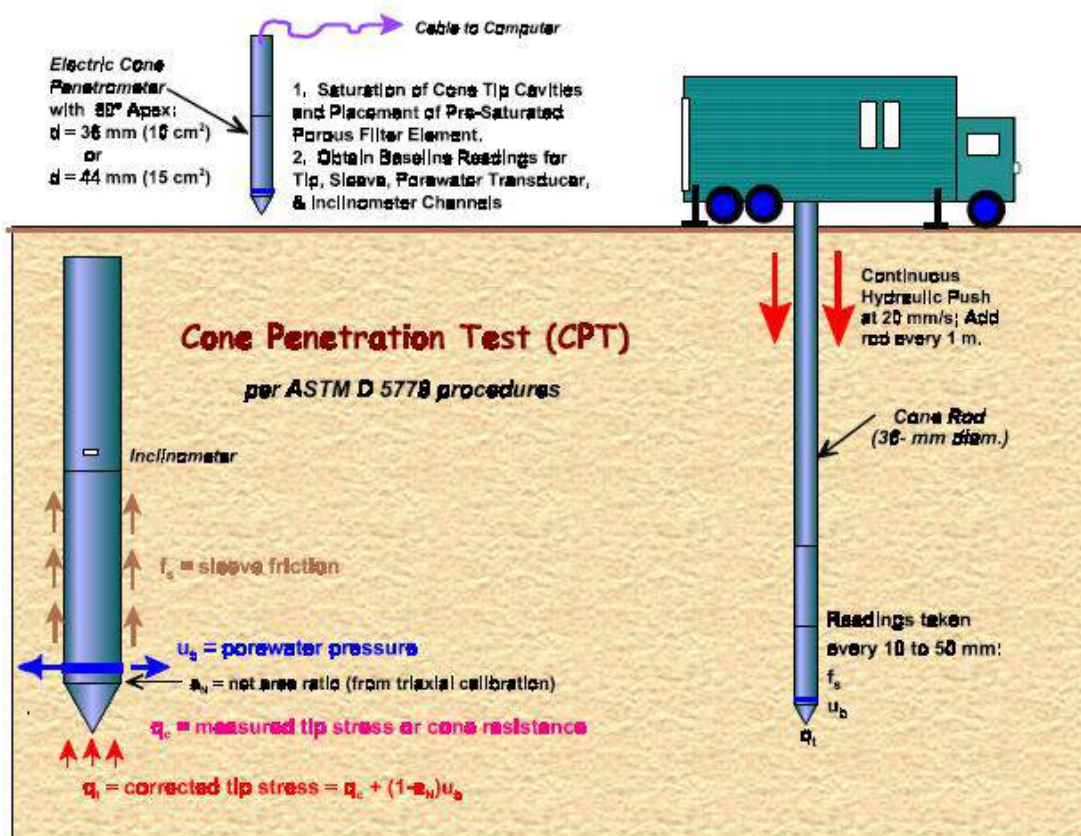 Cable to Computer
Electric Cone
Penetrometer
with 60° Apex:
d = 36 mm (10 cm²)
or
d = 44 mm (15 cm²)
1. Saturation of Cone Tip Cavities
and Placement of Pre-Saturated
Porous Filter Element.
2. Obtain Baseline Readings for
Tip, Sleeve, Porewater Transducer,
& Inclinometer Channels
Continuous
Hydraulic Push
at 20 mm/s; Add
rod every 1 m.
Cone Penetration Test (CPT)
per ASTM D 5778 procedures
Cone Rod
(36- mm diam.)
Inclinometer
fs = sleeve friction
ub = porewater pressure
aN = net area ratio (from triaxial calibration)
qc = measured tip stress or cone resistance
qt = corrected tip stress = qc + (1-aN)ub
Readings taken
every 10 to 50 mm:
fs
ub
qt